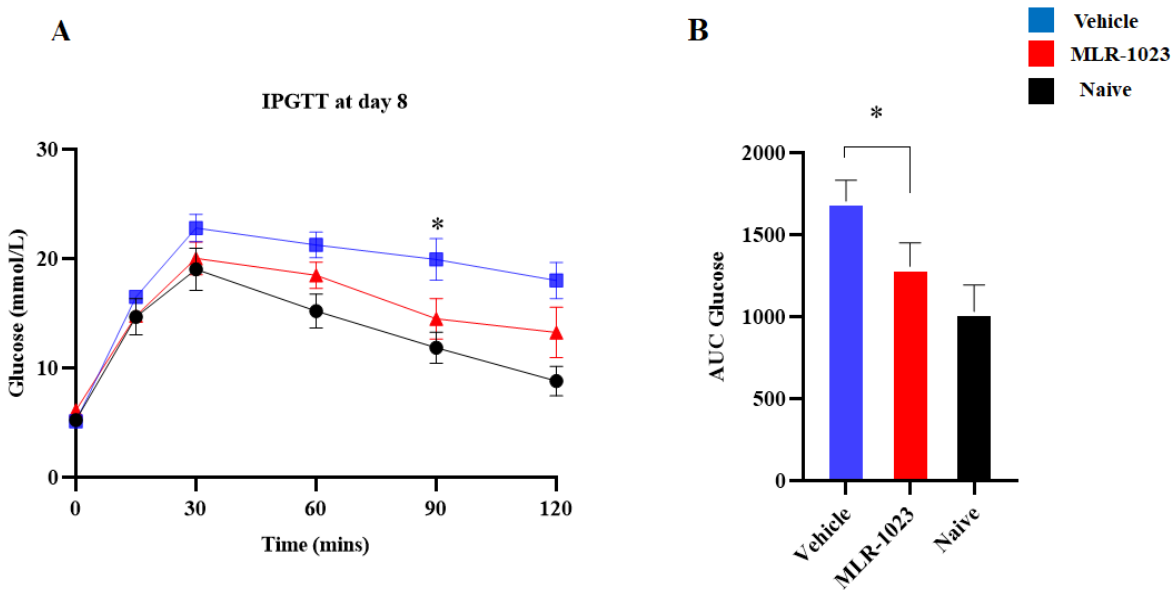 A
B
Vehicle
MLR-1023
Naive
IPGTT at day 8
Glucose (mmol/L)
30
20
10
0
*
0
30
60
90
120
Time (mins)
AUC Glucose
2000
1500
1000
500
0
*
Vehicle
MLR-1023
Naive